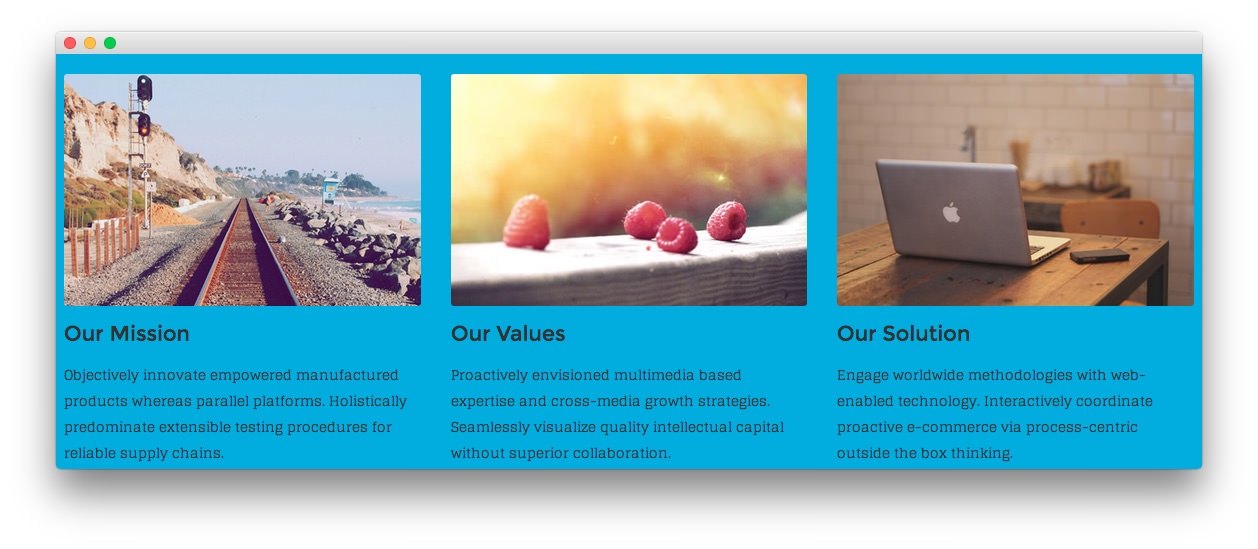 Our Mission
Objectively innovate empowered manufactured
products whereas parallel platforms. Holistically
predominate extensible testing procedures for
reliable supply chains.
Our Values
Proactively envisioned multimedia based
expertise and cross-media growth strategies.
Seamlessly visualize quality intellectual capital
without superior collaboration.
Our Solution
Engage worldwide methodologies with web-
enabled technology. Interactively coordinate
proactive e-commerce via process-centric
outside the box thinking.